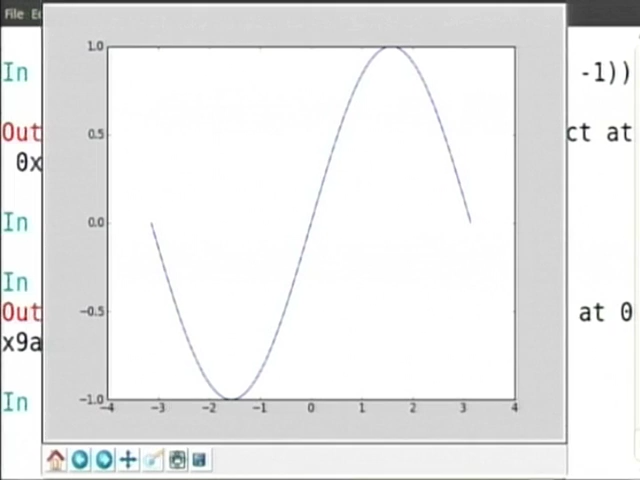 File
In
-1))
Out
ct at
0x
In
In
Out
at 0
x9a
In
1.0
0.5
0.0
−0.5
−1.0
−4 −3 −2 −1 0 1 2 3 4